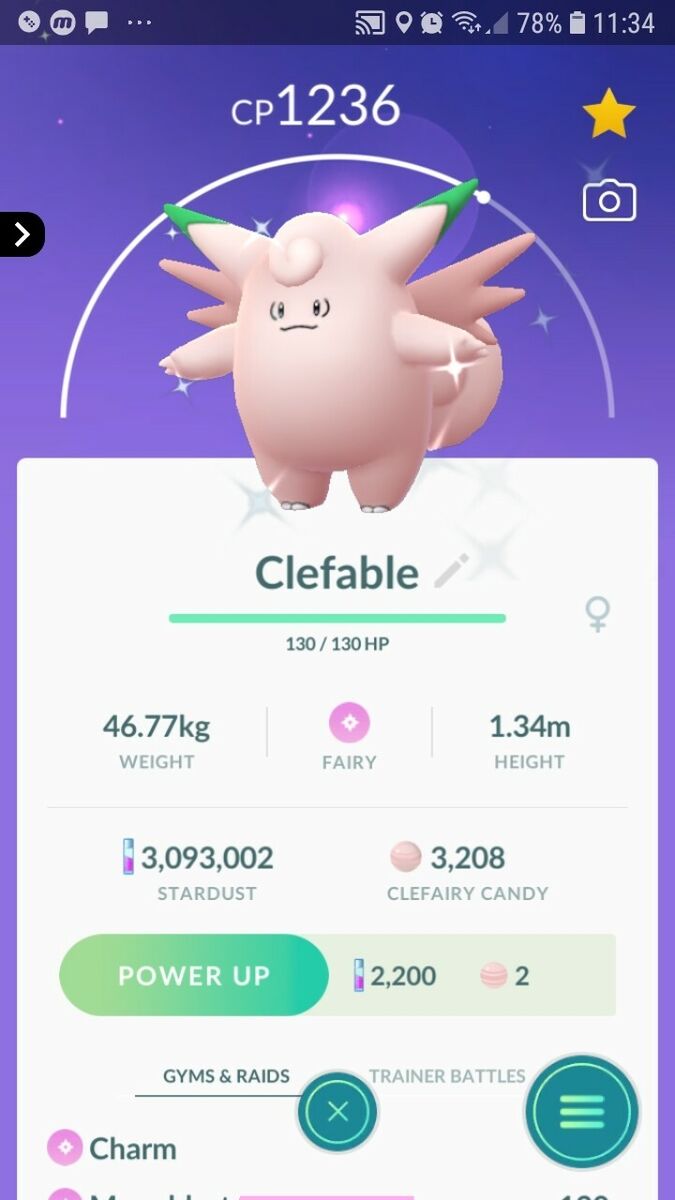 78% 11:34
CP1236
Clefable
130 / 130 HP
46.77kg
WEIGHT
FAIRY
1.34m
HEIGHT
3,093,002
STARDUST
3,208
CLEFAIRY CANDY
POWER UP 2,200 2
GYMS & RAIDS TRAINER BATTLES
Charm